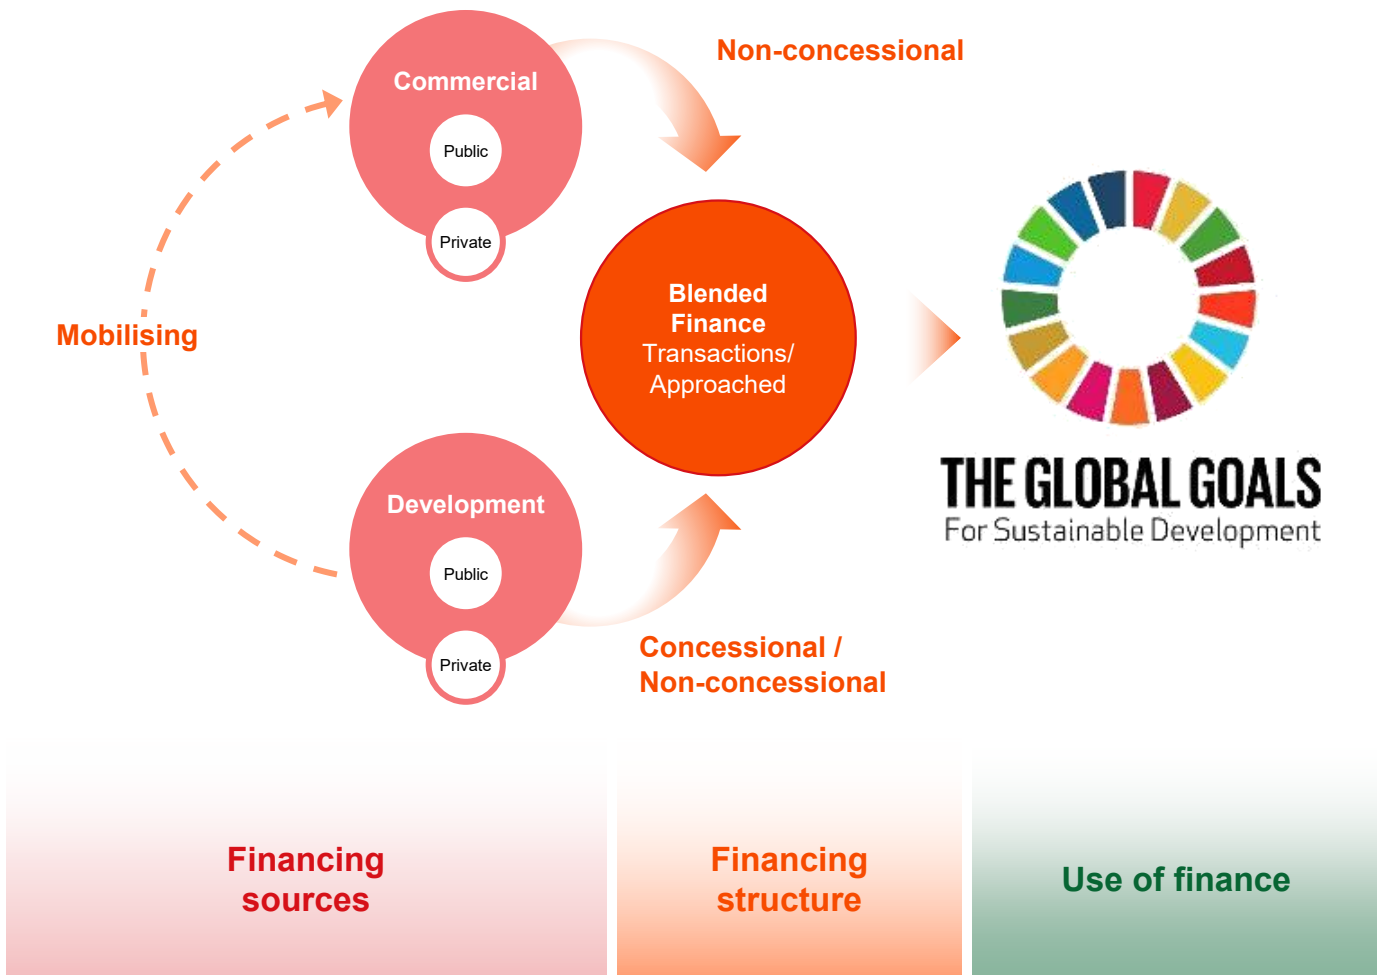 Non-concessional
Commercial
Public
Private
Mobilising
Blended
Finance
Transactions/
Approached
THE GLOBAL GOALS
For Sustainable Development
Development
Public
Private
Concessional /
Non-concessional
Financing
sources
Financing
structure
Use of finance